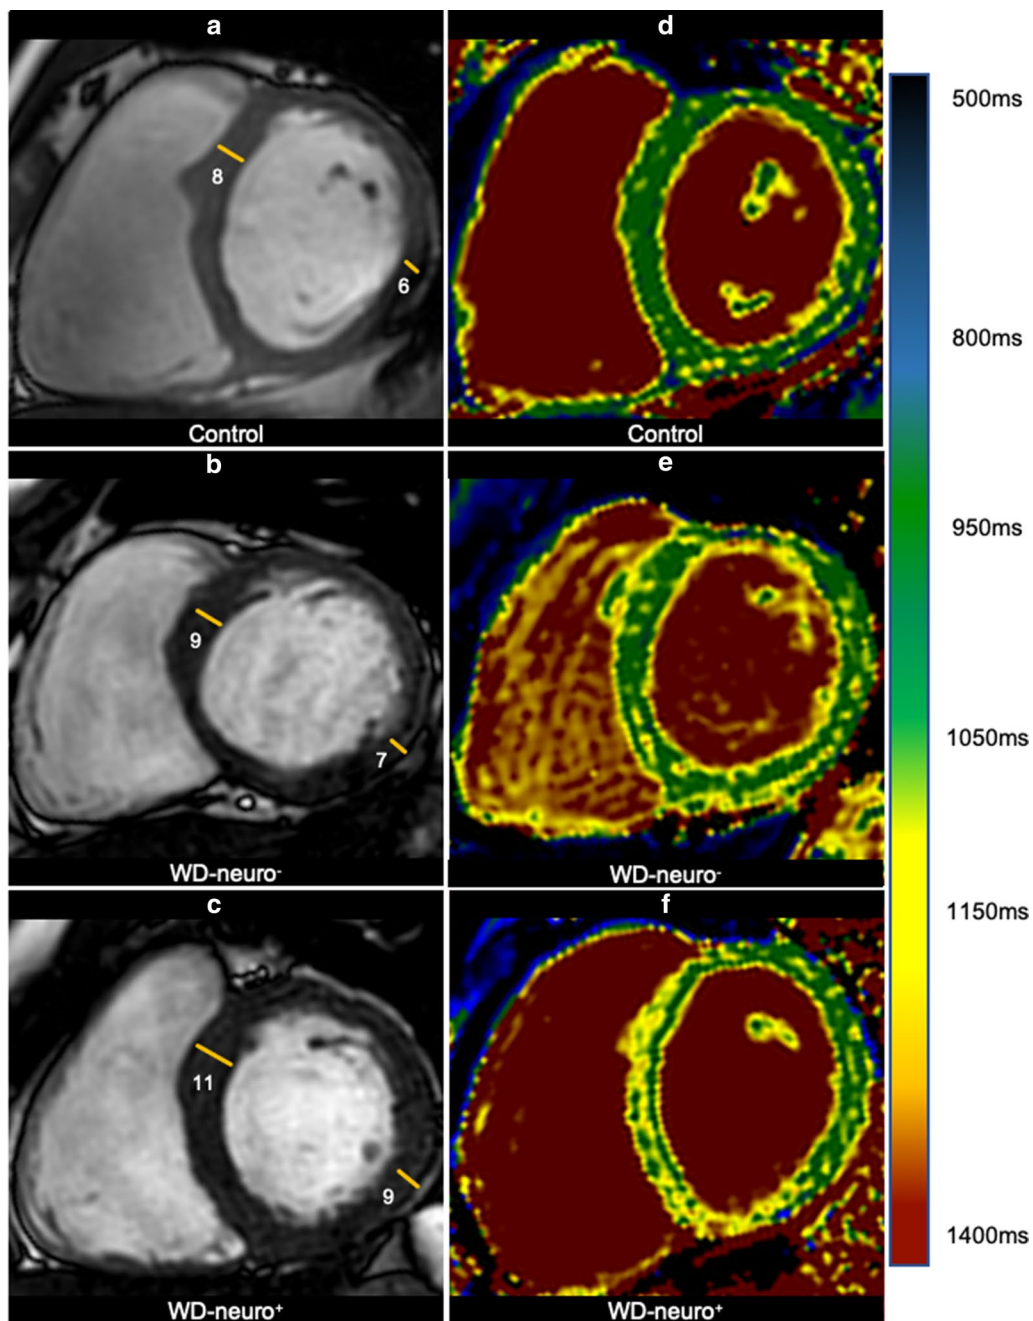 a
8
6
Control
b
9
7
WD-neuro-
c
11
9
WD-neuro+
d
Control
e
WD-neuro-
f
WD-neuro+
500ms
800ms
950ms
1050ms
1150ms
1400ms